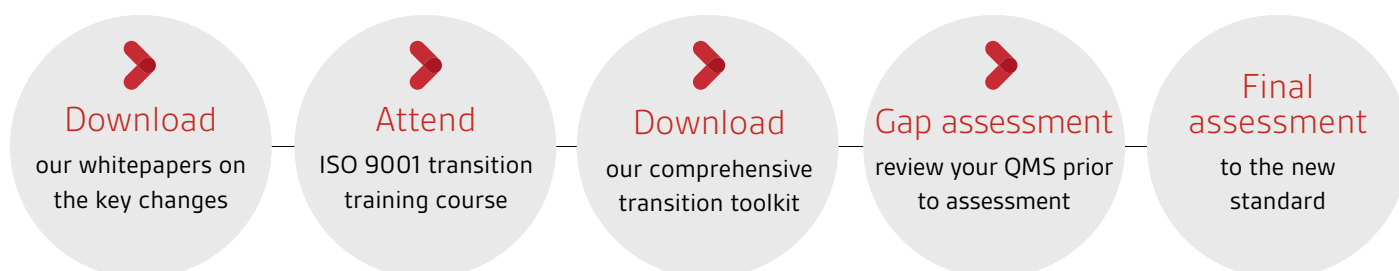 Download
our whitepapers on
the key changes
Attend
ISO 9001 transition
training course
Download
our comprehensive
transition toolkit
Gap assessment
review your QMS prior
to assessment
Final
assessment
to the new
standard